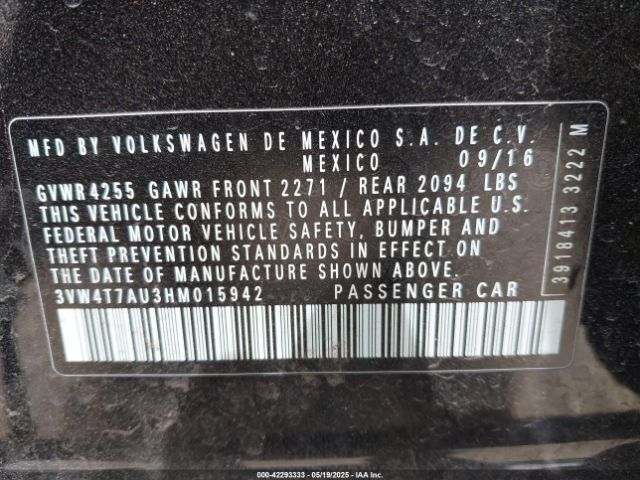 MFD BY VOLKSWAGEN DE MEXICO S.A. DE C.V.
MEXICO 09/16
GVWR4255 GAWR FRONT 2271 / REAR 2094 LBS
THIS VEHICLE CONFORMS TO ALL APPLICABLE U.S.
FEDERAL MOTOR VEHICLE SAFETY, BUMPER AND
THEFT PREVENTION STANDARDS IN EFFECT ON
THE DATE OF MANUFACTURE SHOWN ABOVE.
3VW4T7AU3HM015942 PASSENGER CAR
3918413 3222 M
000-42293333 - 05/19/2025 - IAA Inc.